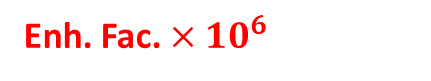 Enh. Fac. × 10⁶